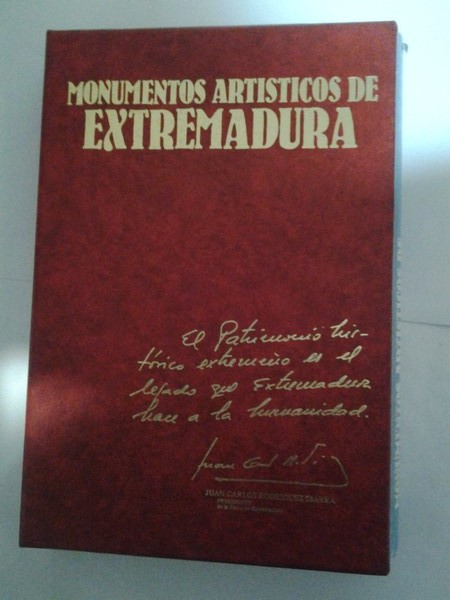 MONUMENTOS ARTISTICOS DE
EXTREMADURA
El Patrimonio his-
tórico extremeño es el
legado que Extremadura
hace a la humanidad.
JUAN CARLOS RODRIGUEZ IBARRA